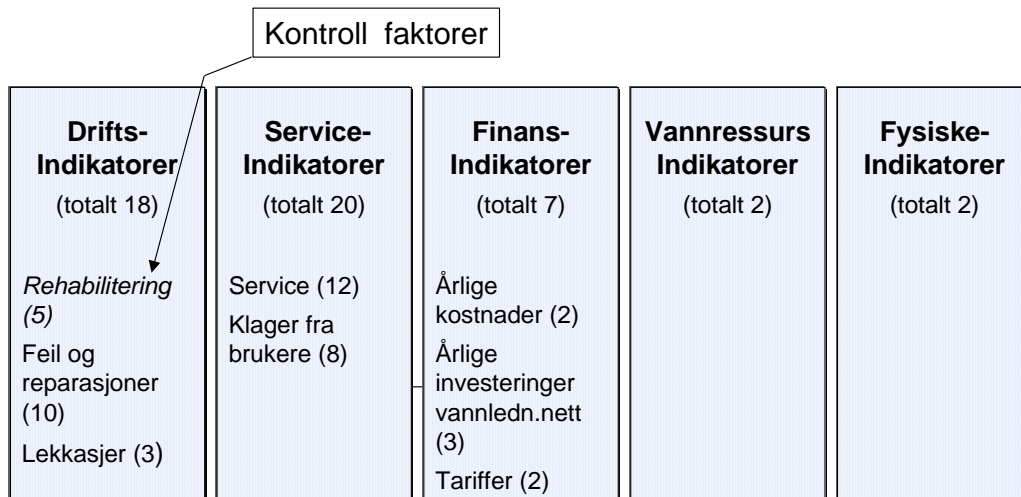 Kontroll faktorer
Drifts-
Indikatorer
(totalt 18)
Rehabilitering
(5)
Feil og
reparasjoner
(10)
Lekkasjer (3)
Service-
Indikatorer
(totalt 20)
Service (12)
Klager fra
brukere (8)
Finans-
Indikatorer
(totalt 7)
Årlige
kostnader (2)
Årlige
investeringer
vannledn.nett
(3)
Tariffer (2)
Vannressurs
Indikatorer
(totalt 2)
Fysiske-
Indikatorer
(totalt 2)